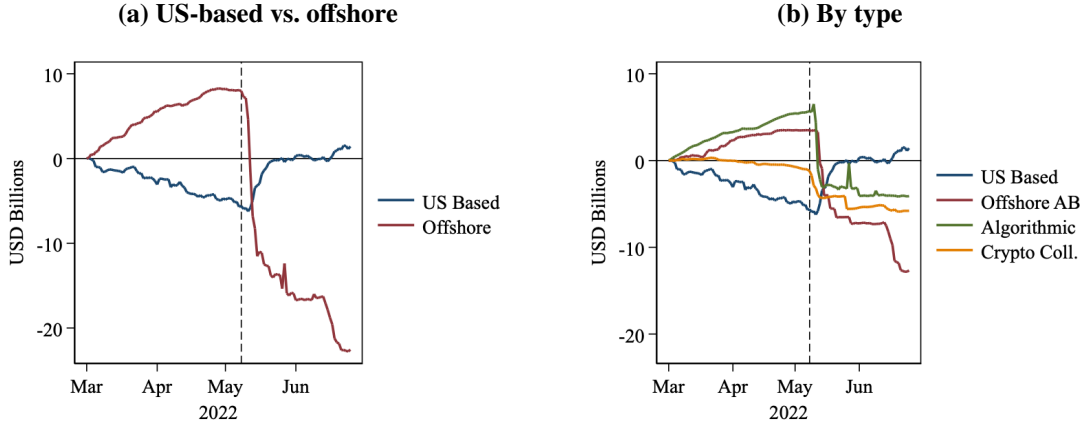 (a) US-based vs. offshore
USD Billions
10
0
-10
-20
Mar Apr May Jun
2022
US Based
Offshore
(b) By type
USD Billions
10
0
-10
-20
Mar Apr May Jun
2022
US Based
Offshore AB
Algorithmic
Crypto Coll.